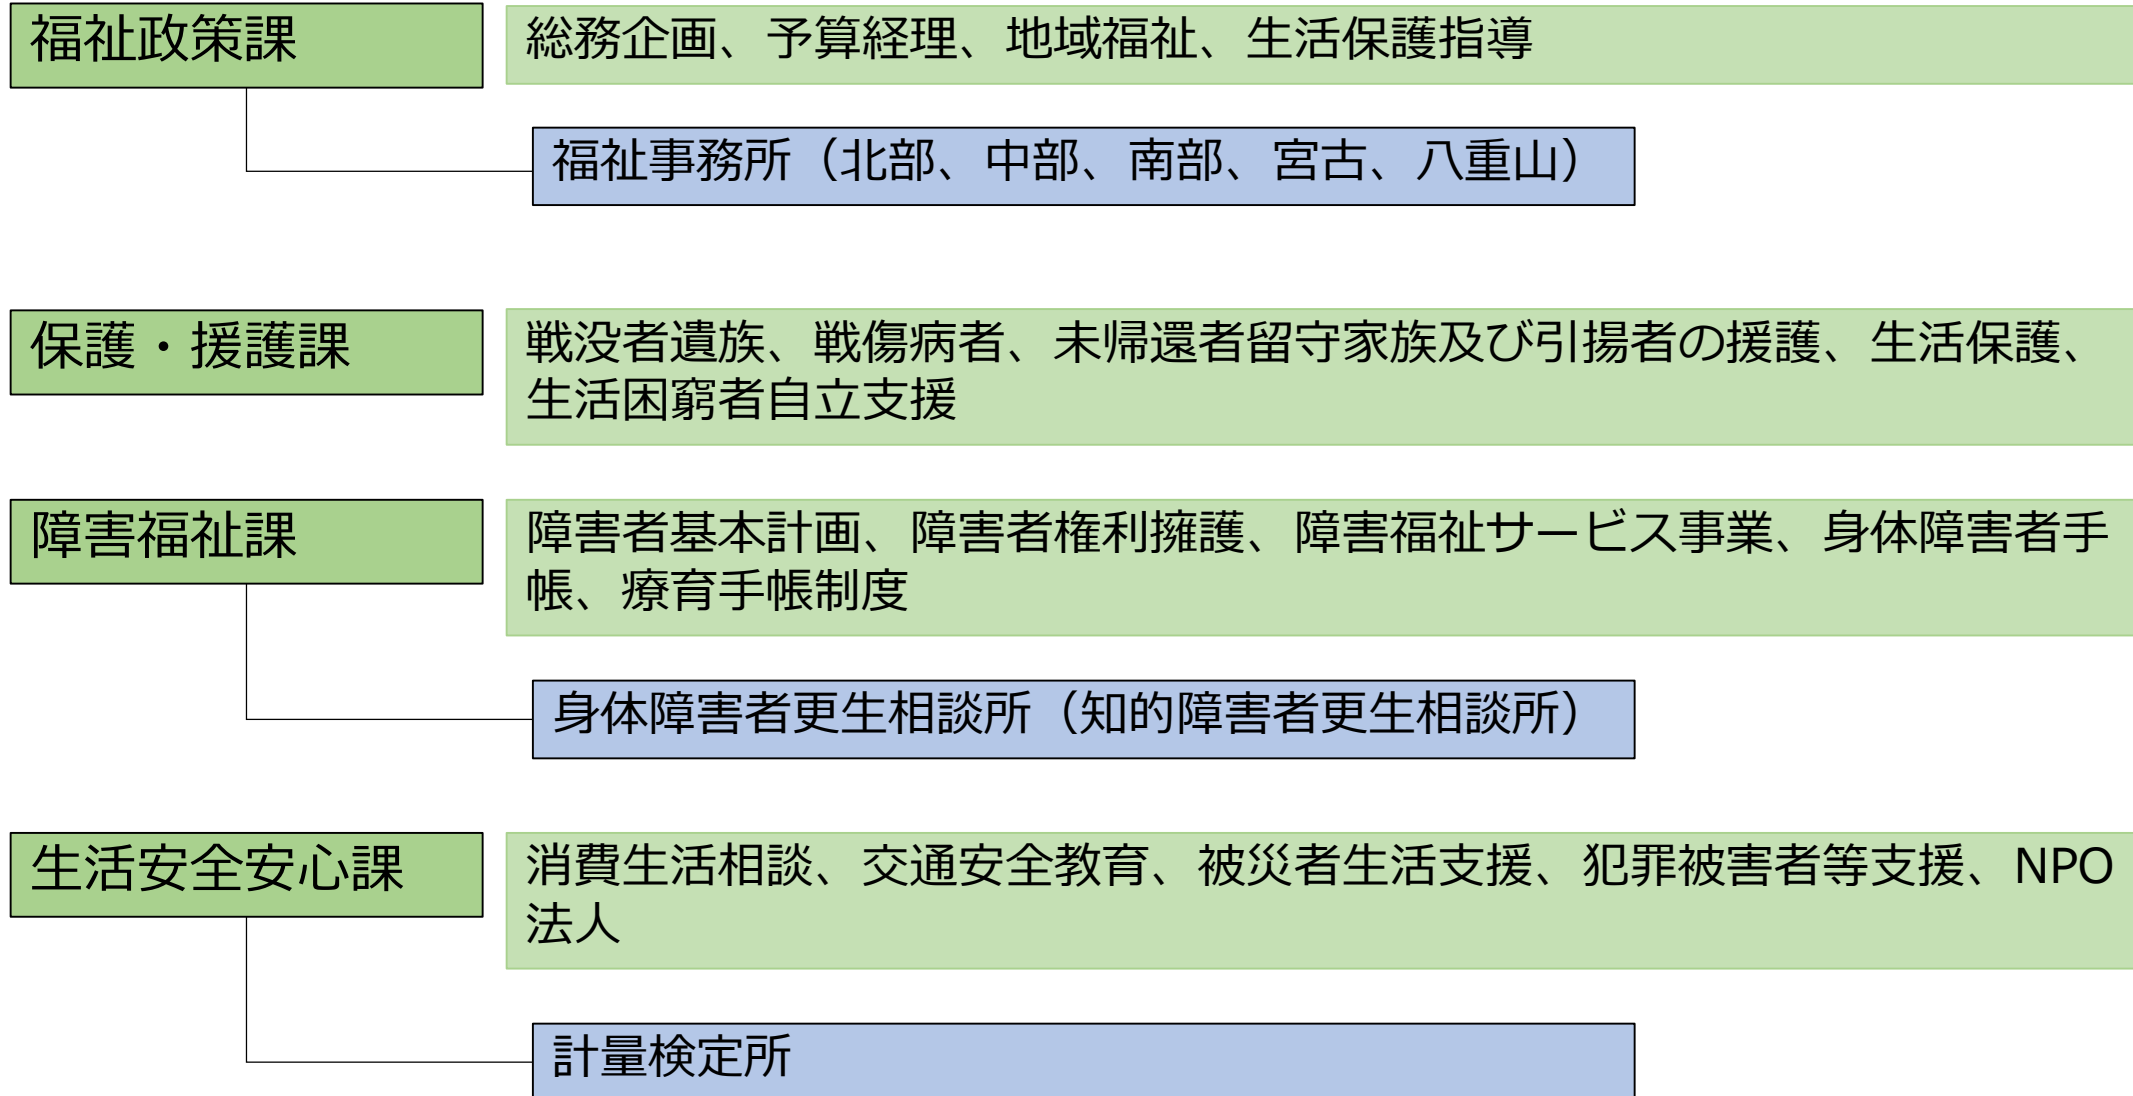 福祉政策課
総務企画、予算経理、地域福祉、生活保護指導
福祉事務所（北部、中部、南部、宮古、八重山）
保護・援護課
戦没者遺族、戦傷病者、未帰還者留守家族及び引揚者の援護、生活保護、
生活困窮者自立支援
障害福祉課
障害者基本計画、障害者権利擁護、障害福祉サービス事業、身体障害者手
帳、療育手帳制度
身体障害者更生相談所（知的障害者更生相談所）
生活安全安心課
消費生活相談、交通安全教育、被災者生活支援、犯罪被害者等支援、NPO
法人
計量検定所